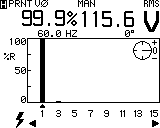 PRNT VØ MAN RMS
99.9% 115.6 V
60.0 HZ 0°
100
%R 50
0
+ 0 -
1 3 5 7 9 11 13 15